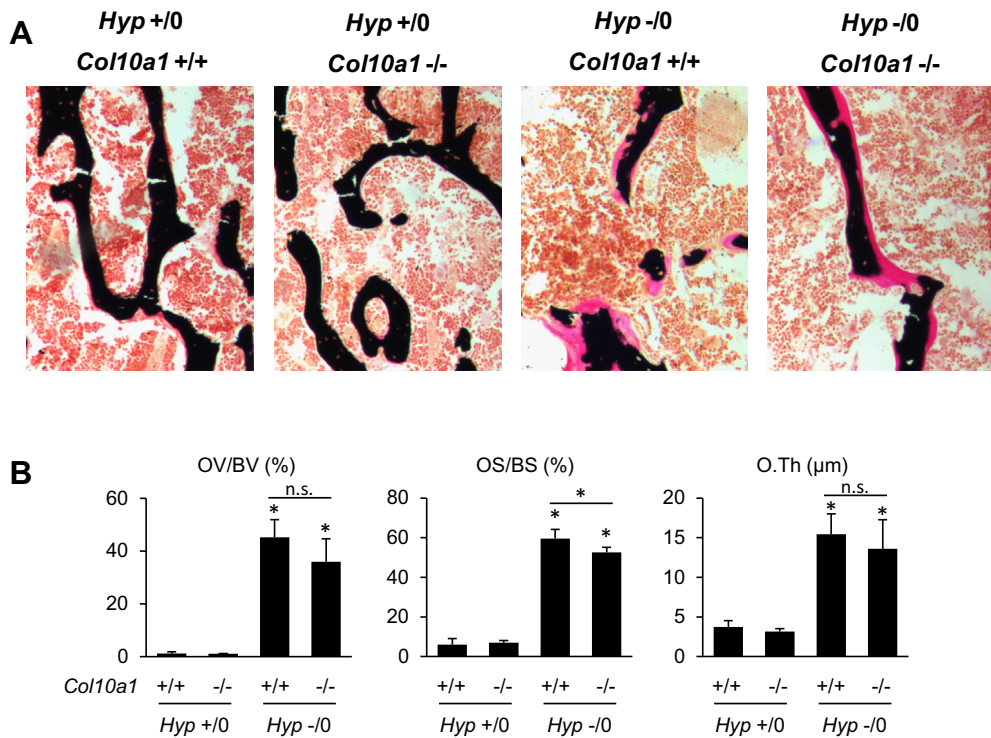 A
Hyp +/0 Hyp +/0 Hyp -/0 Hyp -/0
Col10a1 +/+ Col10a1 -/- Col10a1 +/+ Col10a1 -/-
B
OV/BV (%)
n.s.
60
* *
40
20
0
OS/BS (%)
*
80
* *
60
40
20
0
O.Th (µm)
n.s.
20
* *
15
10
5
0
Col10a1 +/+ -/- +/+ -/- +/+ -/- +/+ -/- +/+ -/- +/+ -/-
Hyp +/0 Hyp -/0 Hyp +/0 Hyp -/0 Hyp +/0 Hyp -/0